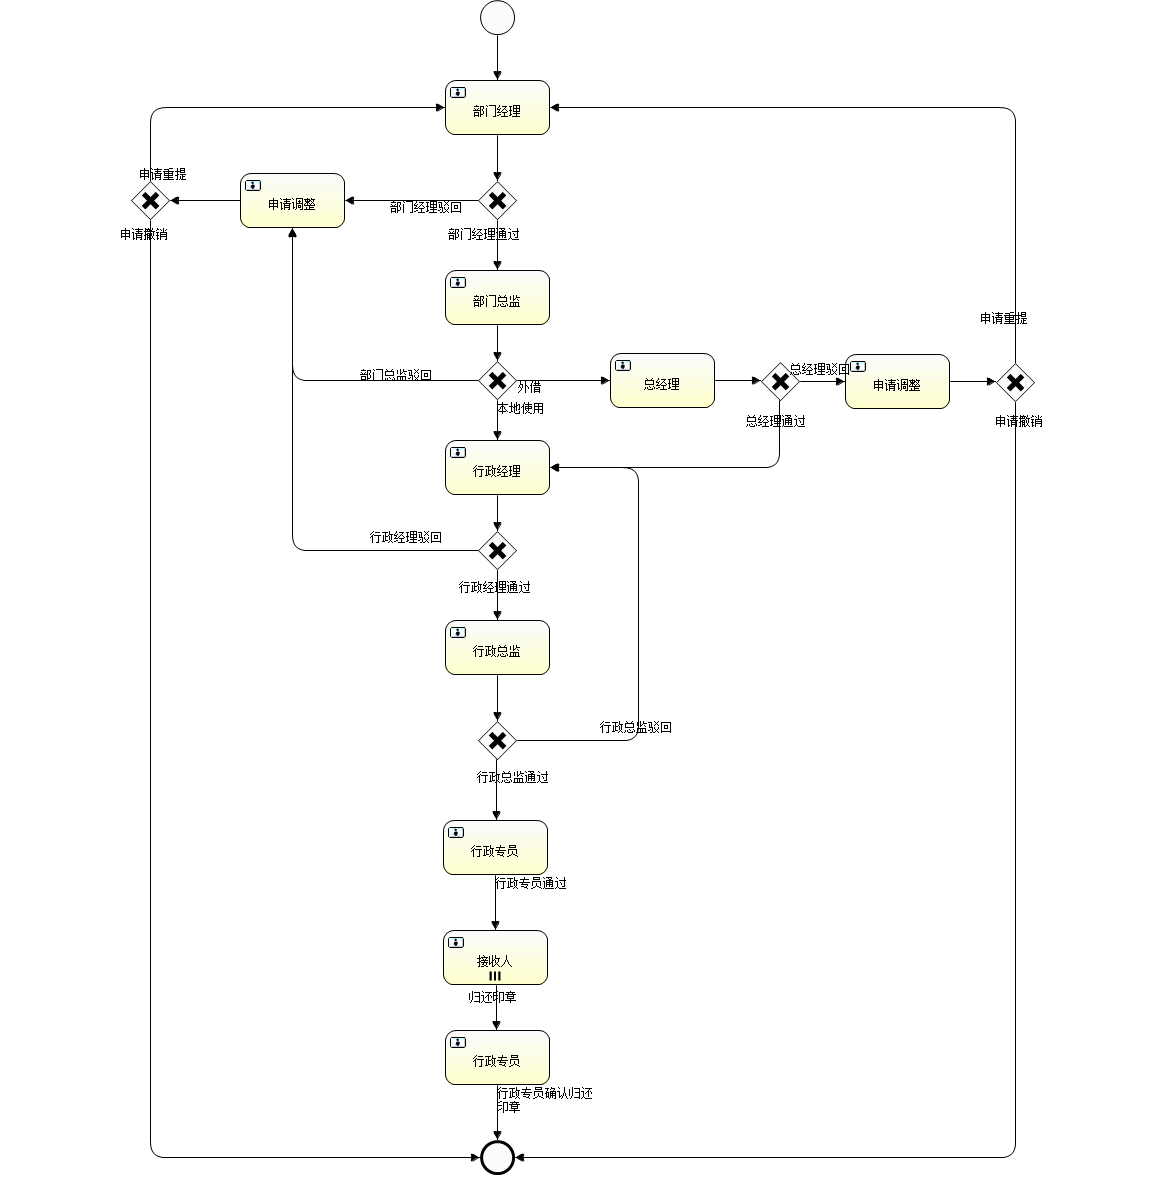 部门经理
申请重提
申请调整
部门经理驳回
申请撤销
部门经理通过
部门总监
申请重提
部门总监驳回
外借
总经理
总经理驳回
申请调整
本地使用
总经理通过
申请撤销
行政经理
行政经理驳回
行政经理通过
行政总监
行政总监驳回
行政总监通过
行政专员
行政专员通过
接收人
归还印章
行政专员
行政专员确认归还
印章